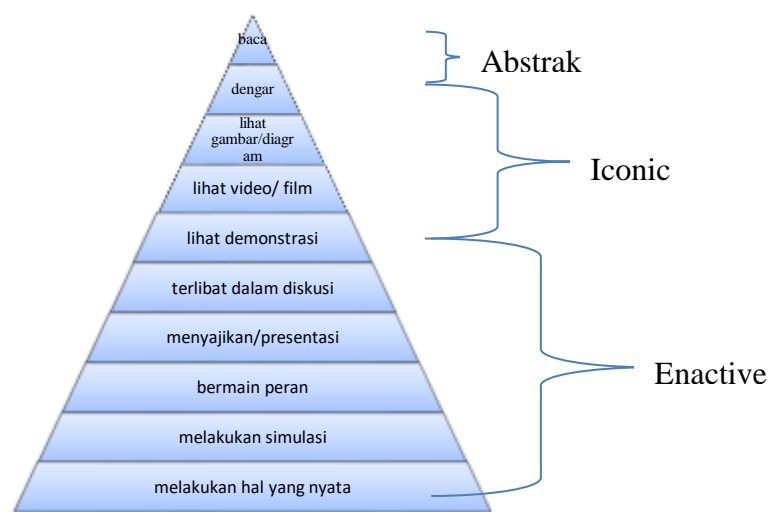 baca
dengar
lihat
gambar/diagr
am
lihat video/ film
lihat demonstrasi
terlibat dalam diskusi
menyajikan/presentasi
bermain peran
melakukan simulasi
melakukan hal yang nyata
Abstrak
Iconic
Enactive